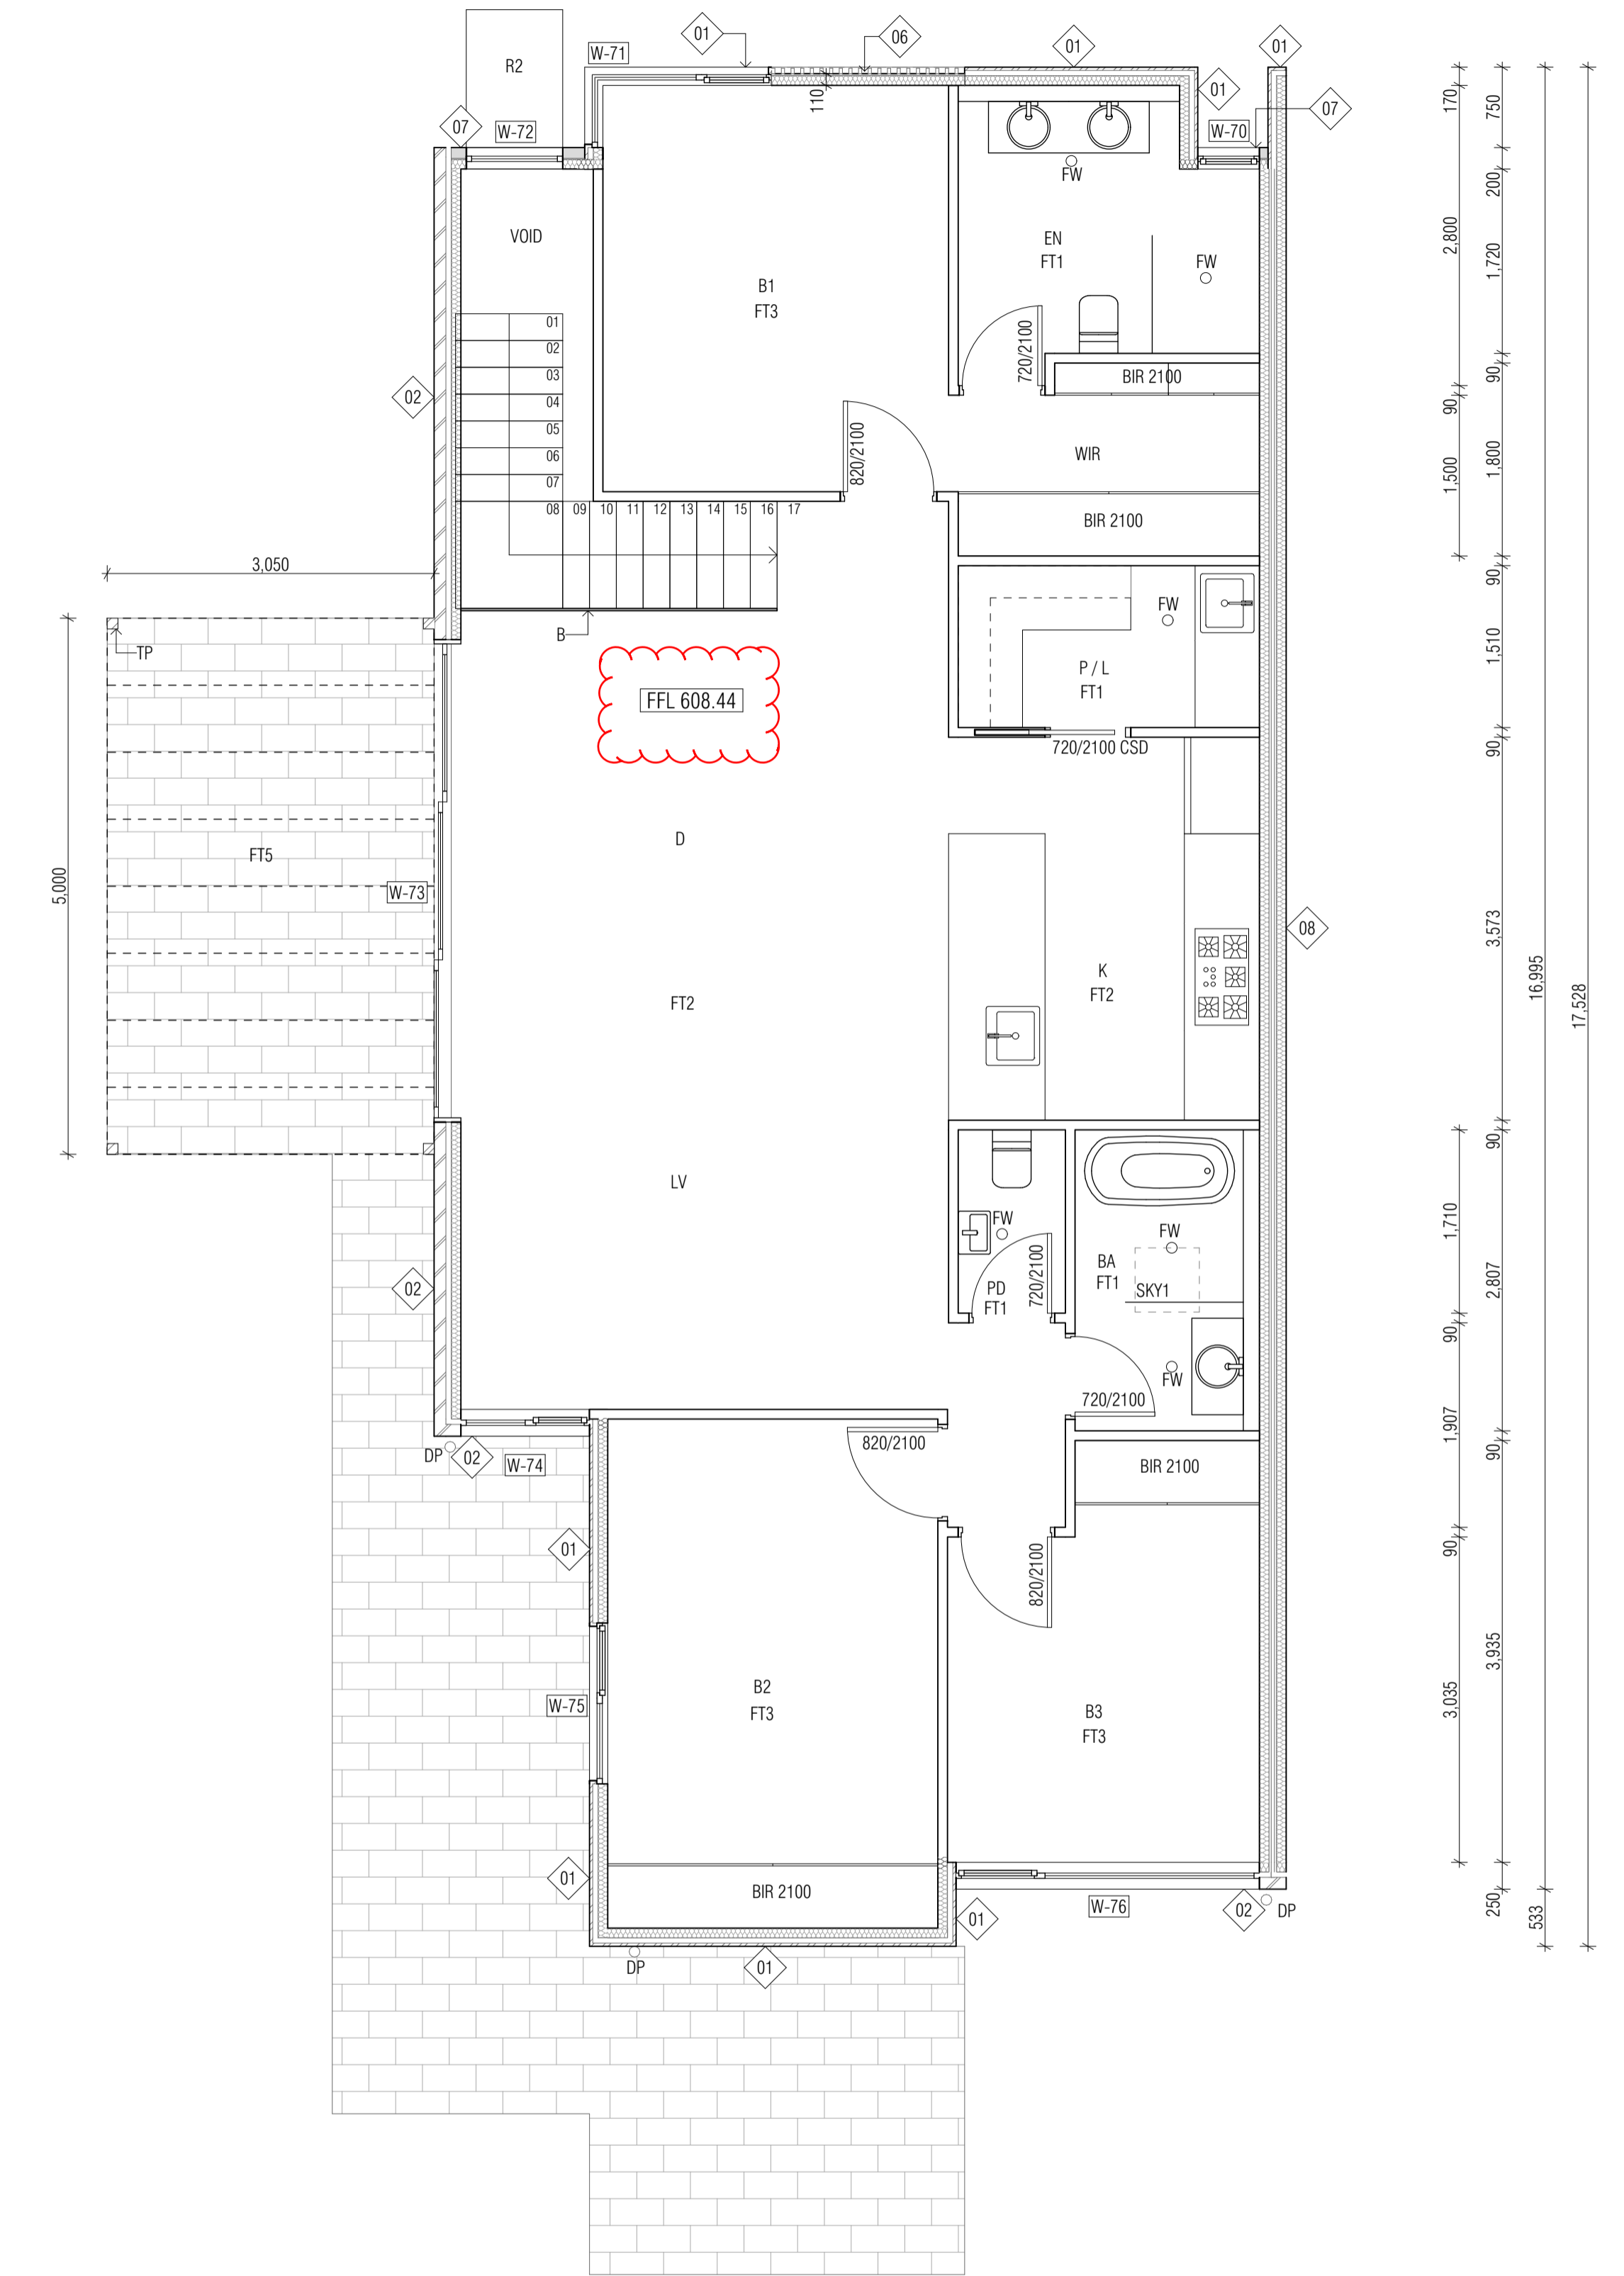 01
06
01
01
R2
W-71
01
110
07
W-72
W-70
07
FW
VOID
EN
FT1
FW
B1
FT3
720/2100
BIR 2100
01
02
03
04
05
06
07
08
09
10
11
12
13
14
15
16
17
02
820/2100
WIR
BIR 2100
3,050
B
TP
FW
P / L
FT1
720/2100 CSD
FFL 608.44
D
FT5
W-73
5,000
08
K
FT2
FT2
LV
FW
PD
FT1
720/2100
FW
BA
FT1
SKY1
FW
720/2100
02
DP
02
W-74
820/2100
BIR 2100
01
820/2100
W-75
B2
FT3
B3
FT3
01
BIR 2100
01
W-76
02
DP
DP
01
170
2,800
90
1,500
1,710
90
1,907
90
3,035
750
200
1,720
90
1,800
90
1,510
90
3,573
90
2,807
90
3,935
250
16,995
533
17,528